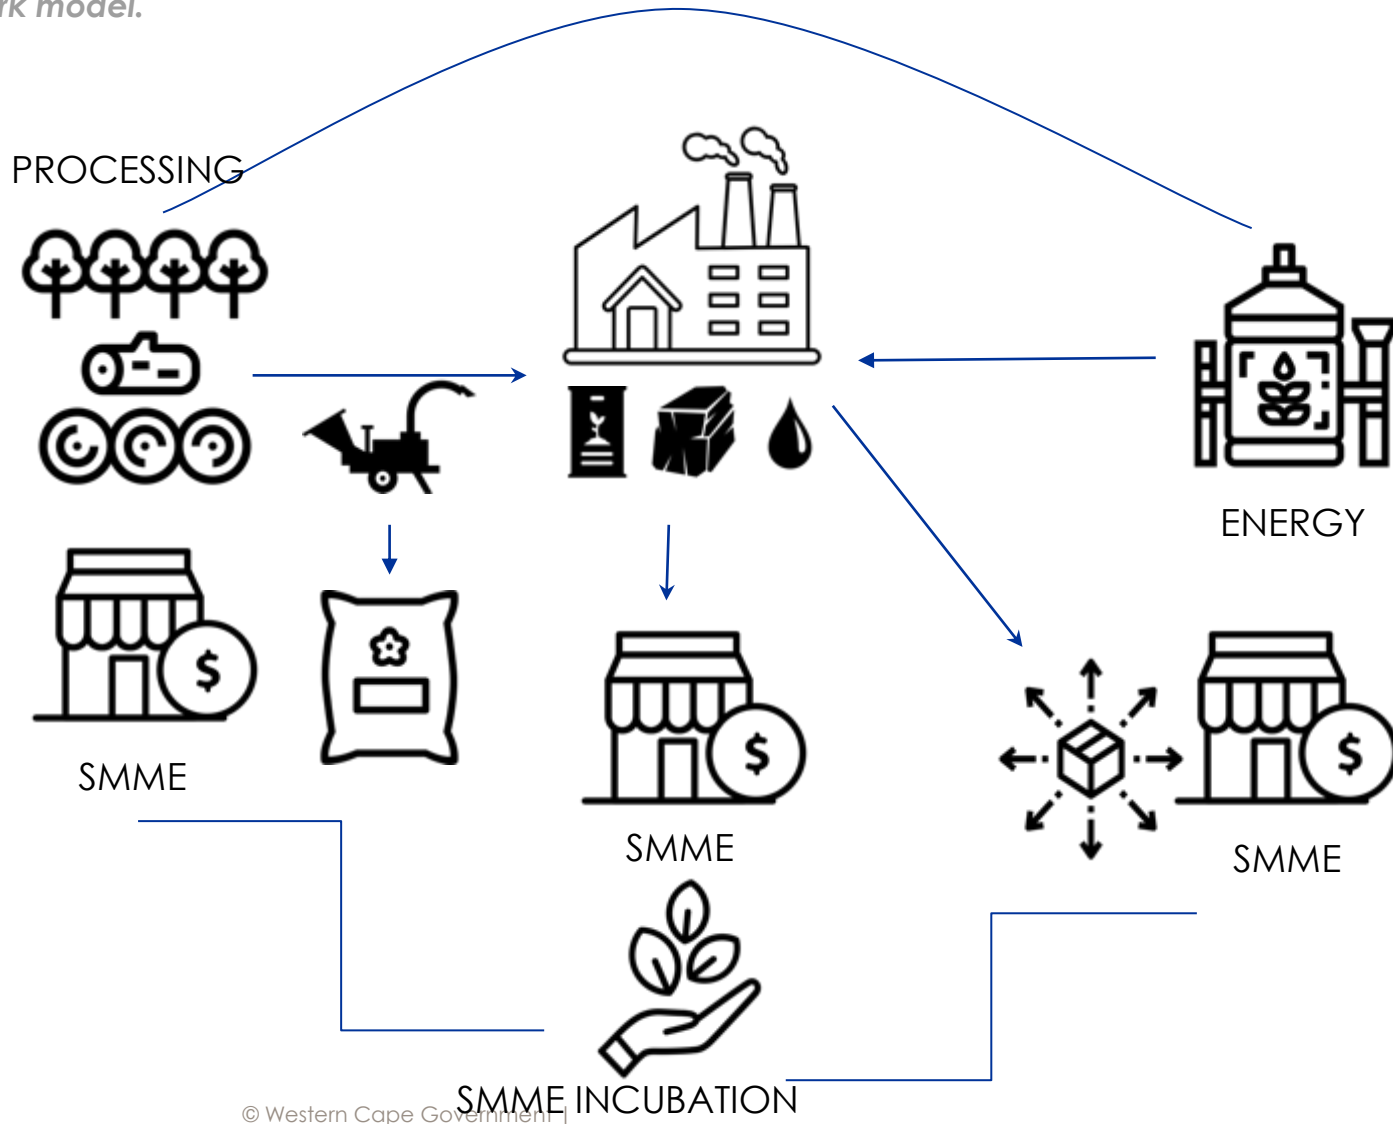 rk model.
PROCESSING
ENERGY
SMME
SMME
SMME
SMME INCUBATION
© Western Cape Government |